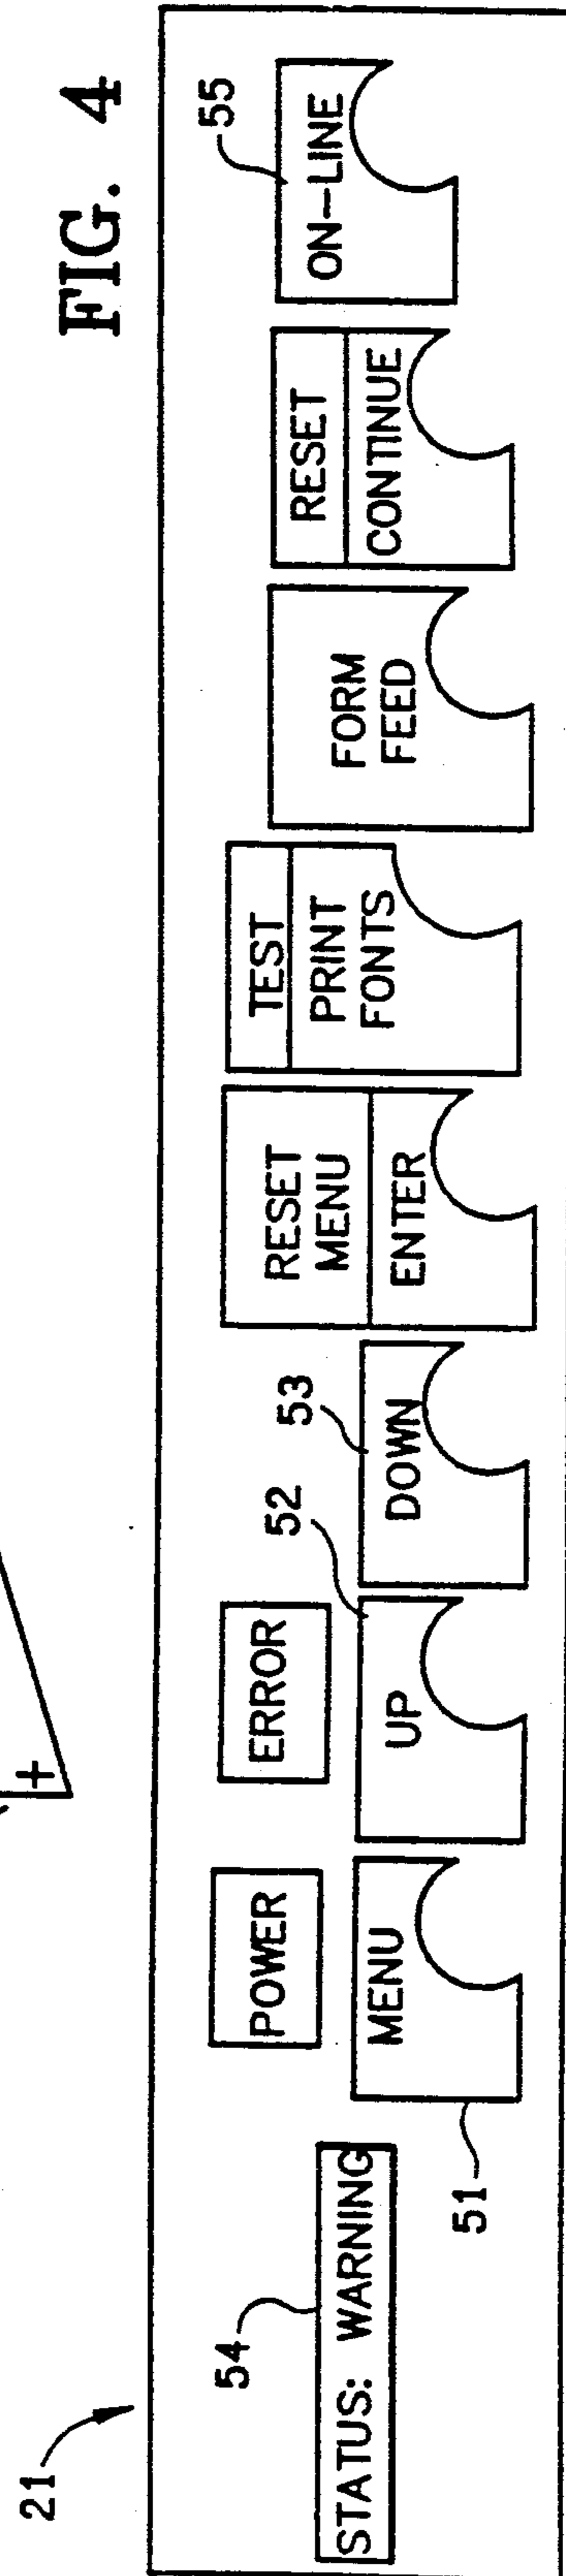 FIG. 4
21
54
STATUS: WARNING
51
POWER
MENU
ERROR
52
UP
53
DOWN
RESET
MENU
ENTER
TEST
PRINT
FONTS
FORM
FEED
RESET
CONTINUE
55
ON-LINE
+